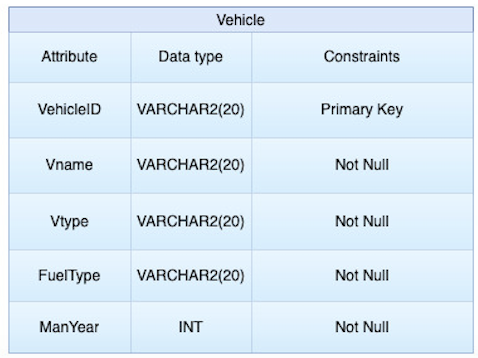 Vehicle
Attribute Data type Constraints
VehicleID VARCHAR2(20) Primary Key
Vname VARCHAR2(20) Not Null
Vtype VARCHAR2(20) Not Null
FuelType VARCHAR2(20) Not Null
ManYear INT Not Null